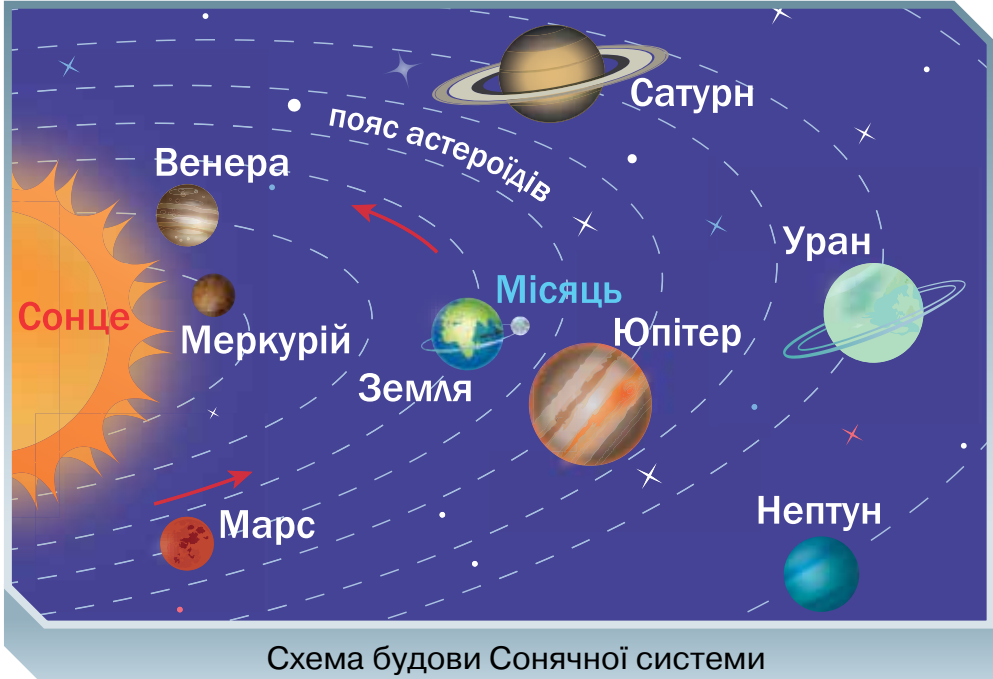 Сатурн
пояс астероїдів
Венера
Уран
Місяць
Сонце
Юпітер
Меркурій
Земля
Нептун
Марс
Схема будови Сонячної системи